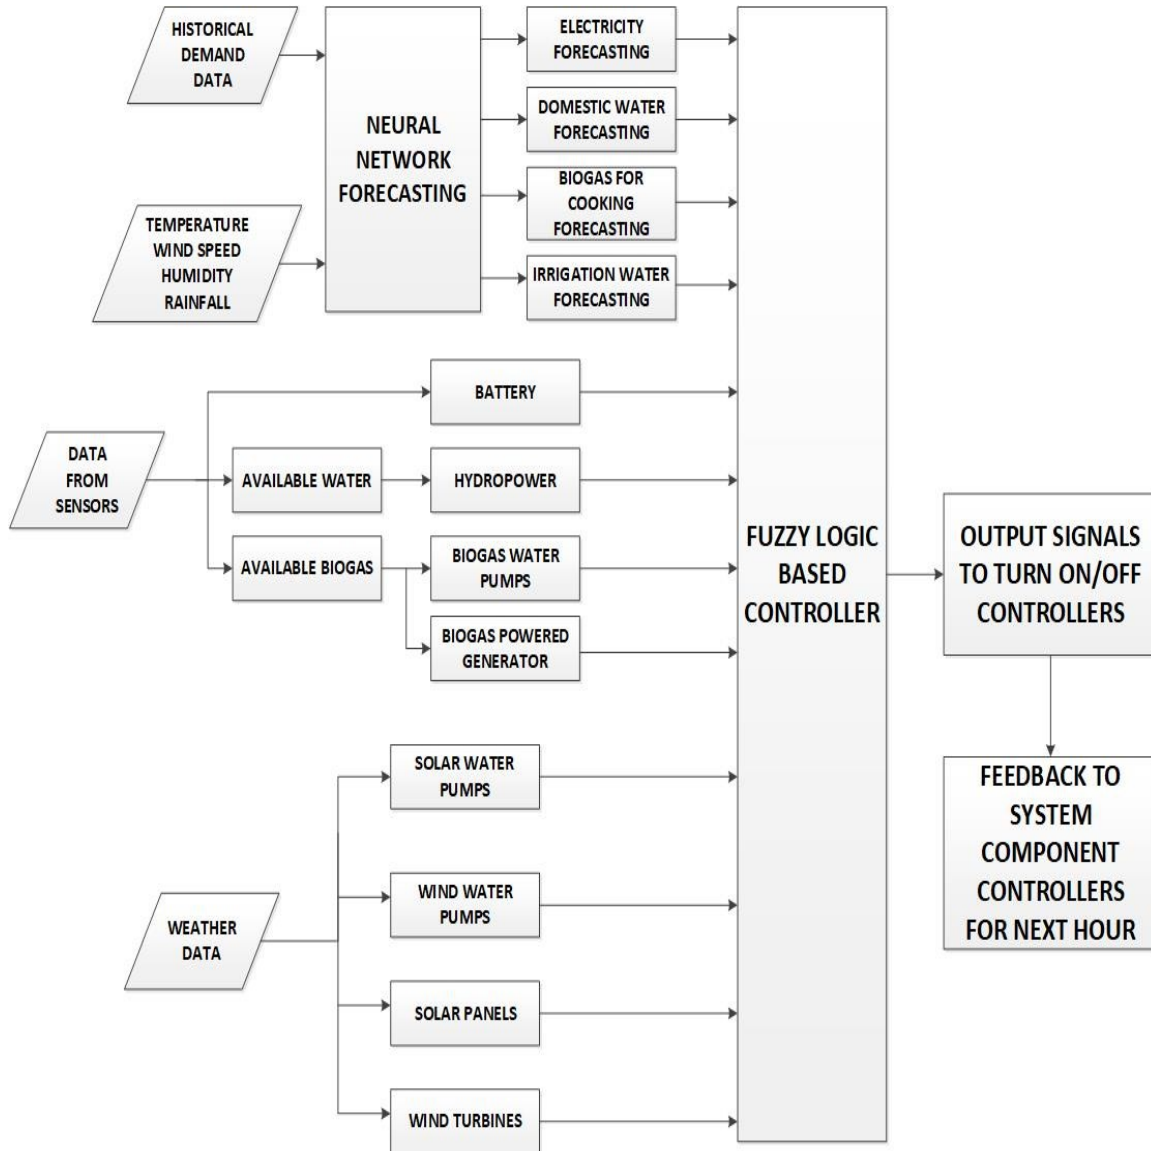 HISTORICAL
DEMAND
DATA
TEMPERATURE
WIND SPEED
HUMIDITY
RAINFALL
NEURAL
NETWORK
FORECASTING
ELECTRICITY
FORECASTING
DOMESTIC WATER
FORECASTING
BIOGAS FOR
COOKING
FORECASTING
IRRIGATION WATER
FORECASTING
DATA
FROM
SENSORS
BATTERY
AVAILABLE WATER
HYDROPOWER
AVAILABLE BIOGAS
BIOGAS WATER
PUMPS
BIOGAS POWERED
GENERATOR
WEATHER
DATA
SOLAR WATER
PUMPS
WIND WATER
PUMPS
SOLAR PANELS
WIND TURBINES
FUZZY LOGIC
BASED
CONTROLLER
OUTPUT SIGNALS
TO TURN ON/OFF
CONTROLLERS
FEEDBACK TO
SYSTEM
COMPONENT
CONTROLLERS
FOR NEXT HOUR